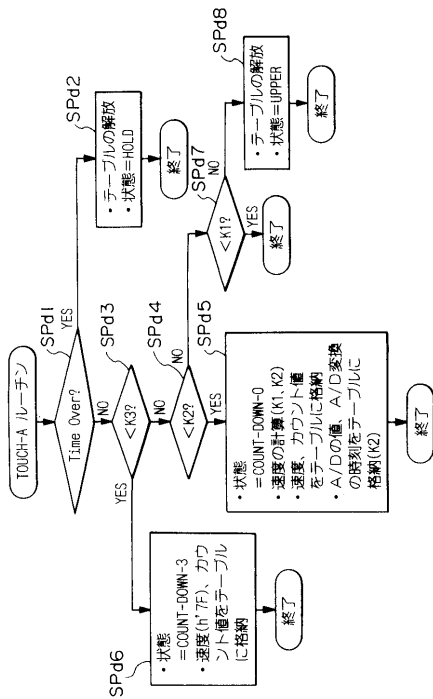 TOUCH-A ルーチン
SPd1
Time Over?
YES
NO
SPd2
・テーブルの解放
・状態=HOLD
終了
SPd3
<K3?
YES
NO
SPd4
<K2?
NO
YES
SPd7
<K1?
NO
YES
終了
SPd8
・テーブルの解放
・状態=UPPER
終了
SPd5
・状態
=COUNT-DOWN-0
・速度の計算(K1、K2)
・速度、カウント値
をテーブルに格納
・A/Dの値、A/D変換
の時刻をテーブルに
格納(K2)
終了
SPd6
・状態
=COUNT-DOWN-3
・速度(h'7F)、カウ
ント値をテーブル
に格納
終了